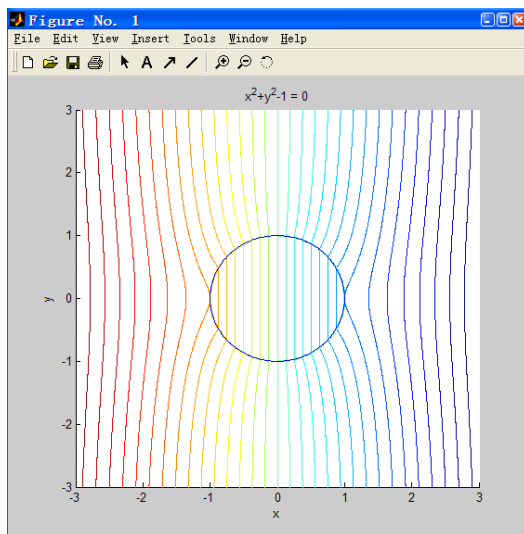 Figure No. 1
File Edit View Insert Tools Window Help
A
x²+y²-1 = 0
3
2
1
0
-1
-2
-3
y
-3 -2 -1 0 1 2 3
x